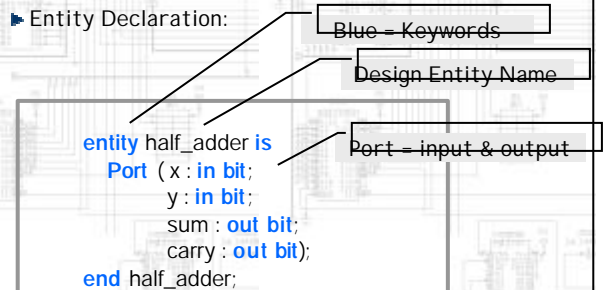 Entity Declaration:
Blue = Keywords
Design Entity Name
entity half_adder is
Port = input & output
Port ( x : in bit;
y : in bit;
sum : out bit;
carry : out bit);
end half_adder;